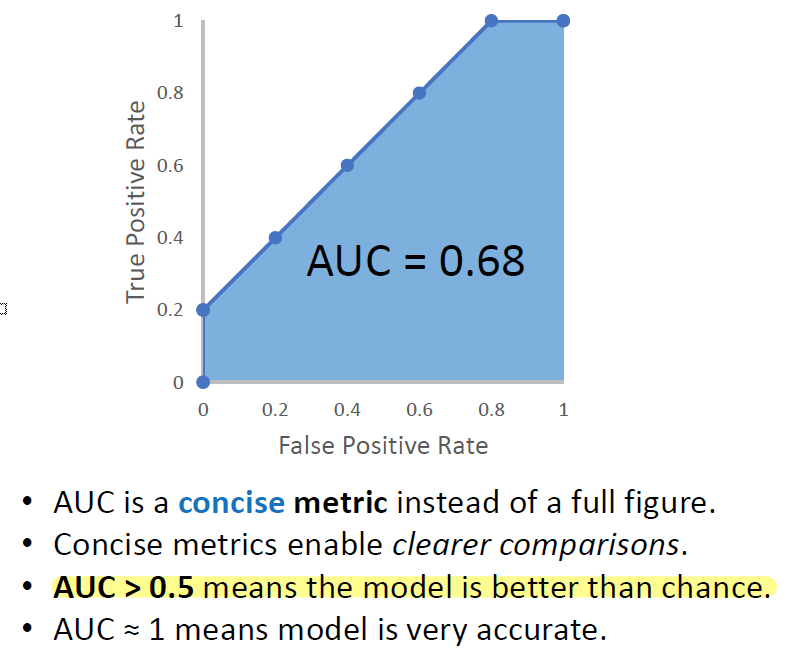 1
0.8
0.6
0.4
0.2
0
True Positive Rate
AUC = 0.68
0 0.2 0.4 0.6 0.8 1
False Positive Rate
• AUC is a concise metric instead of a full figure.
• Concise metrics enable clearer comparisons.
• AUC > 0.5 means the model is better than chance.
• AUC ≈ 1 means model is very accurate.